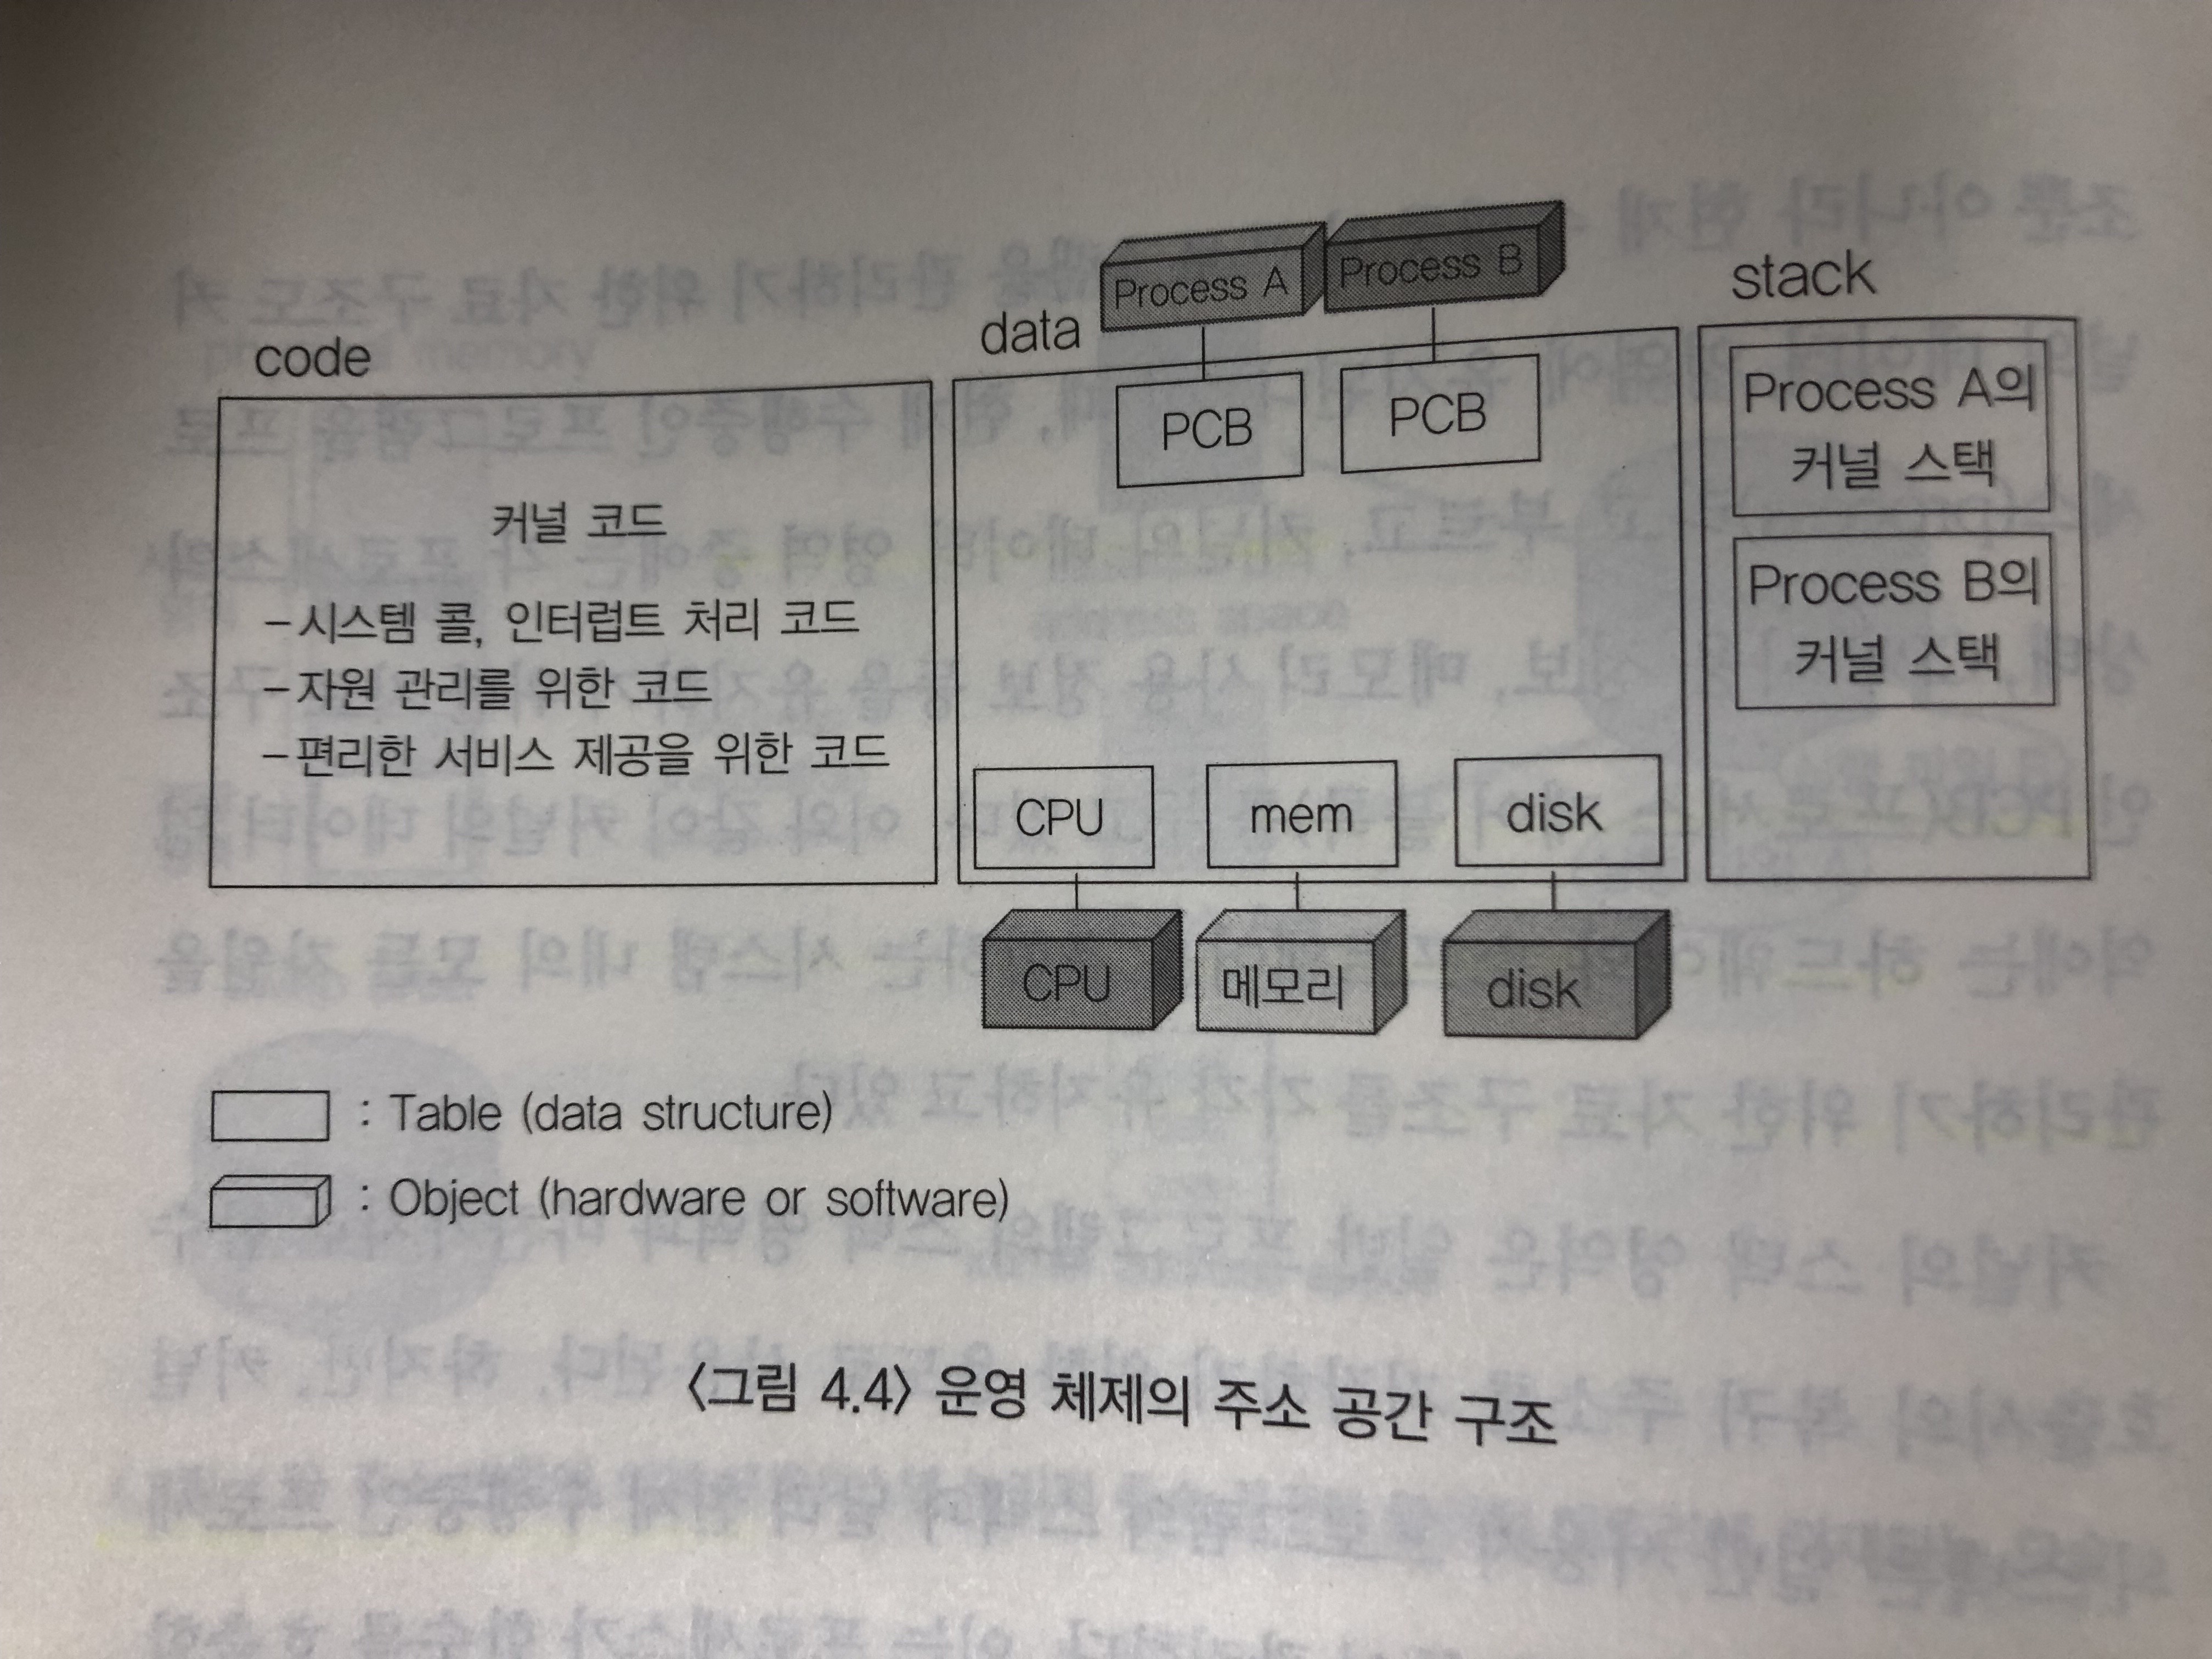 code
커널 코드
-시스템 콜, 인터럽트 처리 코드
-자원 관리를 위한 코드
-편리한 서비스 제공을 위한 코드
data
Process A
Process B
PCB
PCB
CPU
mem
disk
CPU
메모리
disk
stack
Process A의
커널 스택
Process B의
커널 스택
: Table (data structure)
: Object (hardware or software)
<그림 4.4> 운영 체제의 주소 공간 구조